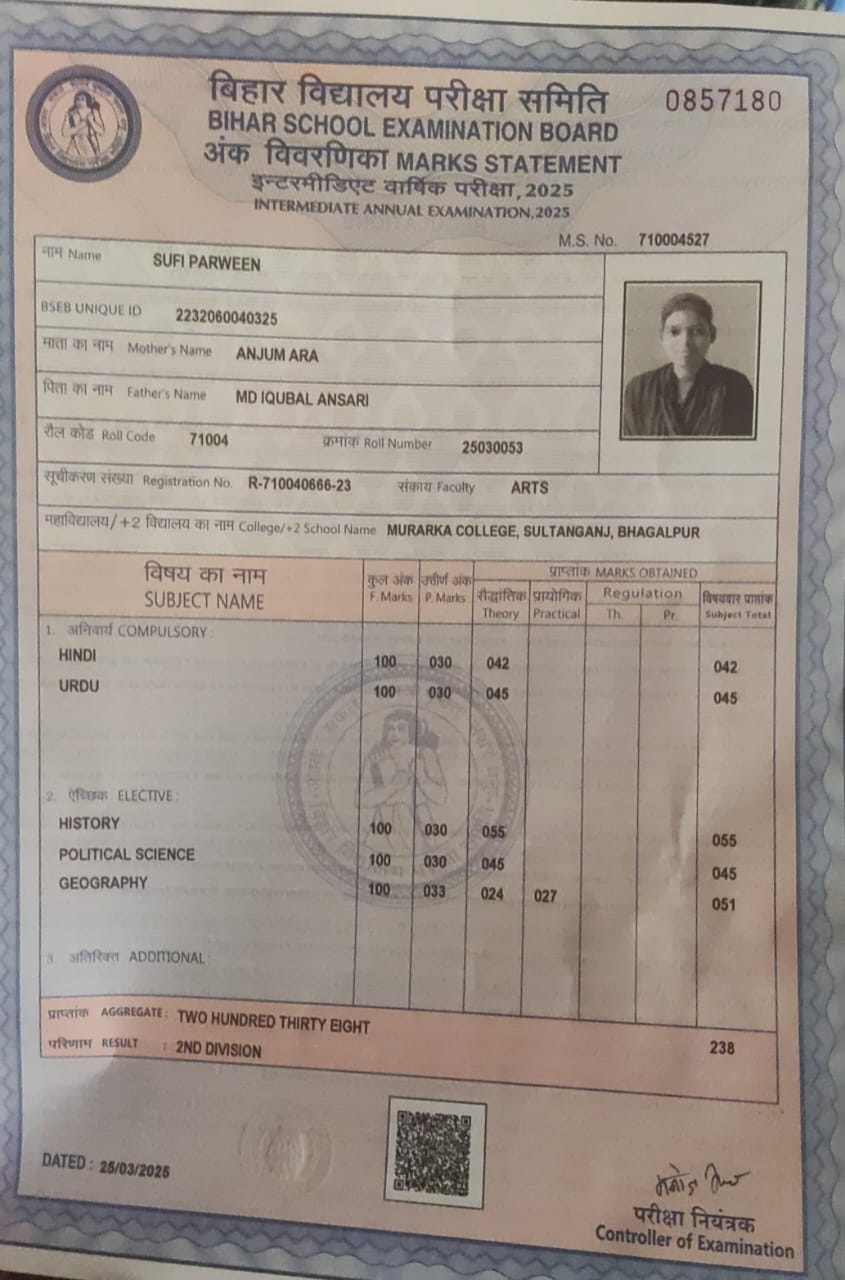 बिहार विद्यालय परीक्षा समिति 0857180
BIHAR SCHOOL EXAMINATION BOARD
अंक विवरणिका MARKS STATEMENT
इन्टरमीडिएट वार्षिक परीक्षा, 2025
INTERMEDIATE ANNUAL EXAMINATION, 2025
M.S. No. 710004527
नाम Name SUFI PARWEEN
BSEB UNIQUE ID 2232060040325
माता का नाम Mother's Name ANJUM ARA
पिता का नाम Father's Name MD IQUBAL ANSARI
रौल कोड Roll Code 71004 क्रमांक Roll Number 25030053
सूचीकरण संख्या Registration No. R-710040666-23 संकाय Faculty ARTS
महाविद्यालय/+2 विद्यालय का नाम College/+2 School Name MURARKA COLLEGE, SULTANGANJ, BHAGALPUR
विषय का नाम कुल अंक उत्तीर्ण अंक प्राप्तांक MARKS OBTAINED
SUBJECT NAME F. Marks P. Marks सैद्धांतिक प्रायोगिक Regulation विषयवार प्राप्तांक
Theory Practical Th. Pr. Subject Total
1. अनिवार्य COMPULSORY :
HINDI 100 030 042 042
URDU 100 030 045 045
2. ऐच्छिक ELECTIVE :
HISTORY 100 030 055 055
POLITICAL SCIENCE 100 030 045 045
GEOGRAPHY 100 033 024 027 051
3. अतिरिक्त ADDITIONAL :
प्राप्तांक AGGREGATE : TWO HUNDRED THIRTY EIGHT 238
परिणाम RESULT : 2ND DIVISION
DATED : 25/03/2025
परीक्षा नियंत्रक
Controller of Examination